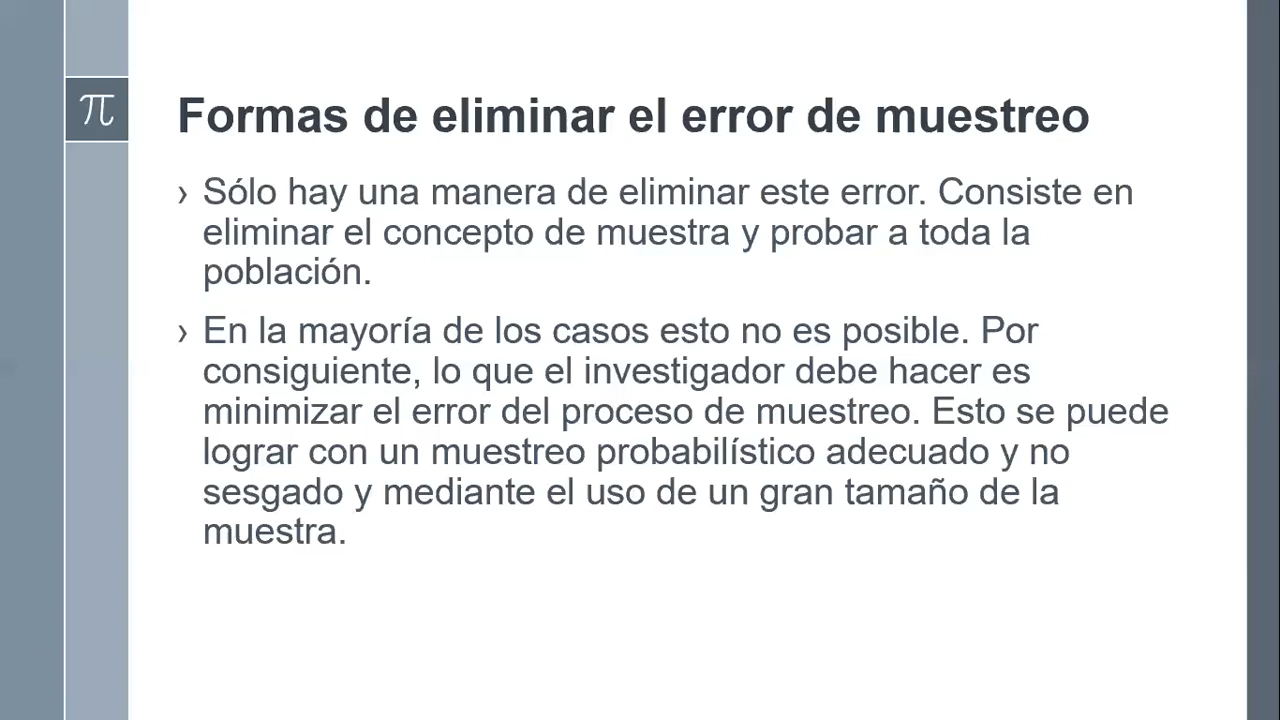 π
Formas de eliminar el error de muestreo
› Sólo hay una manera de eliminar este error. Consiste en
eliminar el concepto de muestra y probar a toda la
población.
› En la mayoría de los casos esto no es posible. Por
consiguiente, lo que el investigador debe hacer es
minimizar el error del proceso de muestreo. Esto se puede
lograr con un muestreo probabilístico adecuado y no
sesgado y mediante el uso de un gran tamaño de la
muestra.